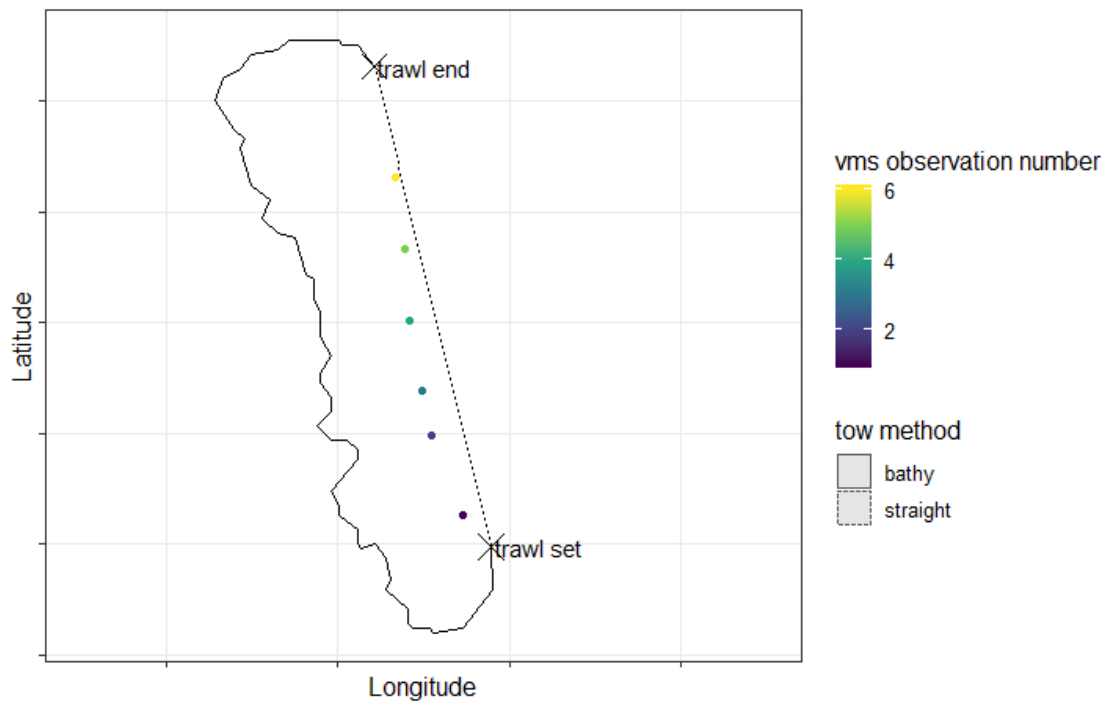 trawl end
trawl set
Latitude
Longitude
vms observation number
6
4
2
tow method
bathy
straight